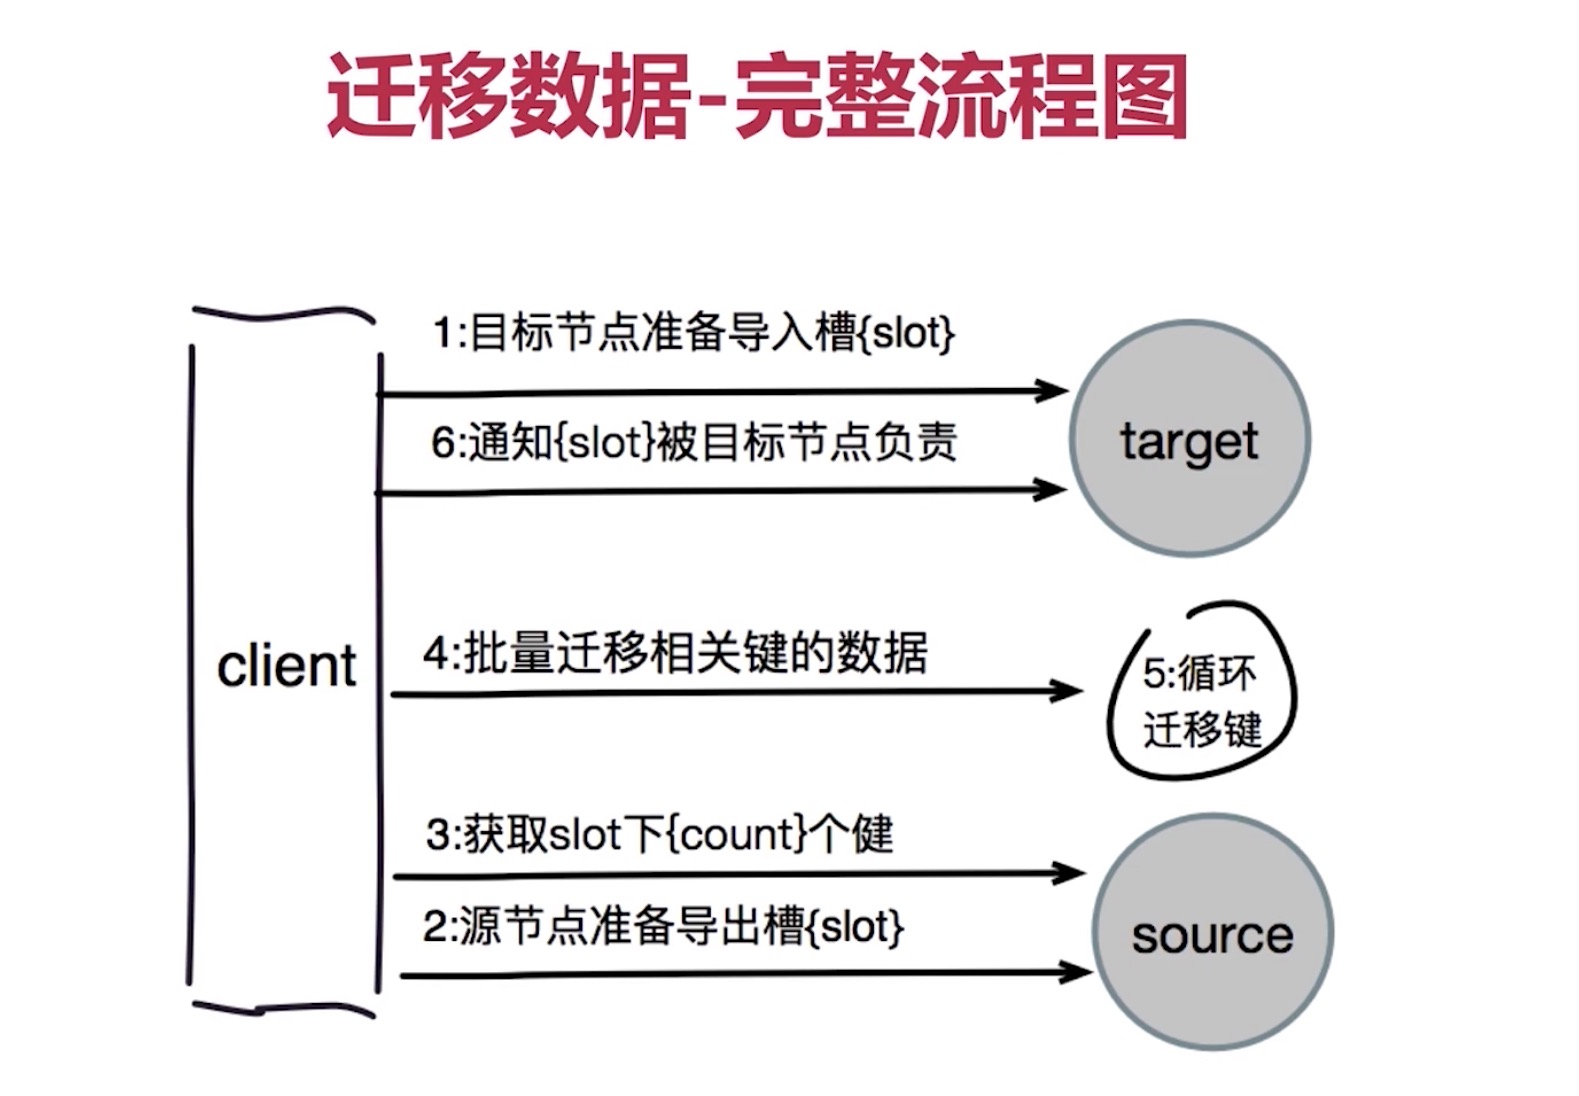 迁移数据-完整流程图
1:目标节点准备导入槽{slot}
6:通知{slot}被目标节点负责
target
client
4:批量迁移相关键的数据
5:循环
迁移键
3:获取slot下{count}个健
2:源节点准备导出槽{slot}
source